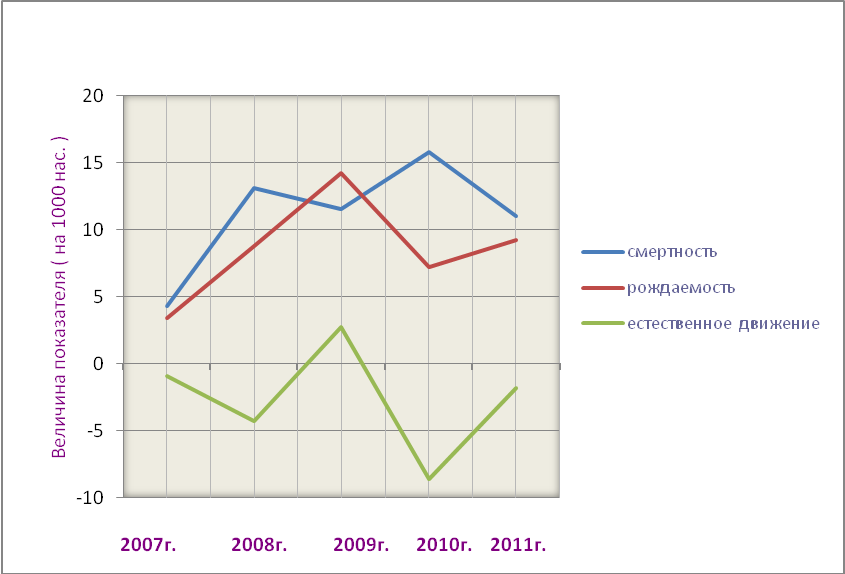 Величина показателя ( на 1000 нас. )
20
15
10
5
0
-5
-10
2007г. 2008г. 2009г. 2010г. 2011г.
смертность
рождаемость
естественное движение